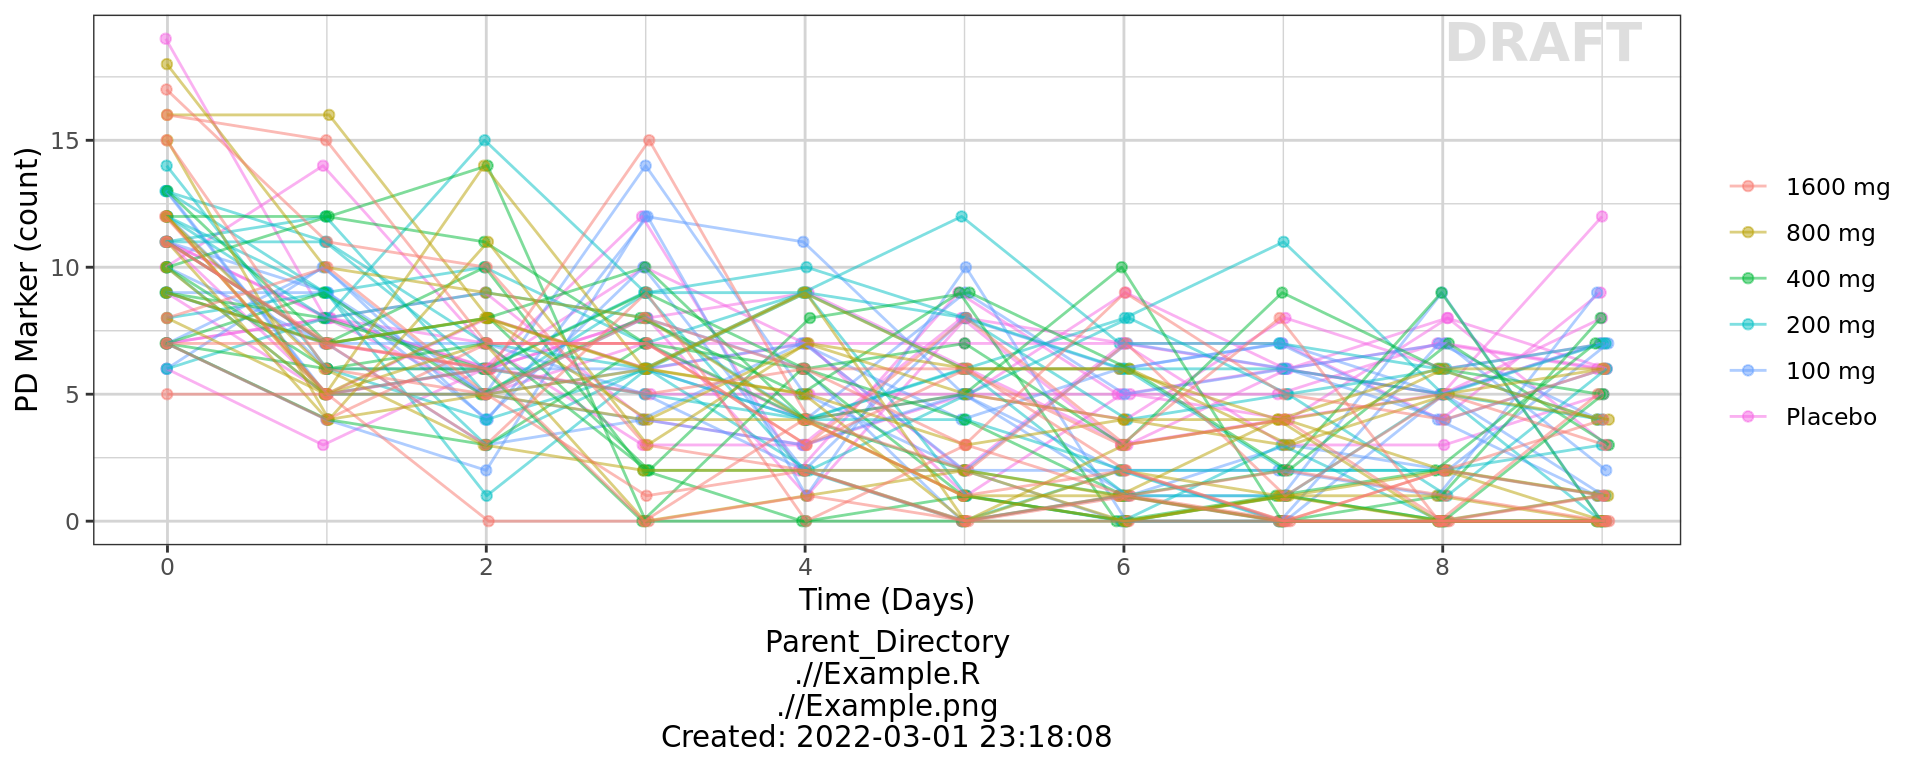 DRAFT
PD Marker (count)
15
10
5
0
0 2 4 6 8
Time (Days)
1600 mg
800 mg
400 mg
200 mg
100 mg
Placebo
Parent_Directory
.//Example.R
.//Example.png
Created: 2022-03-01 23:18:08